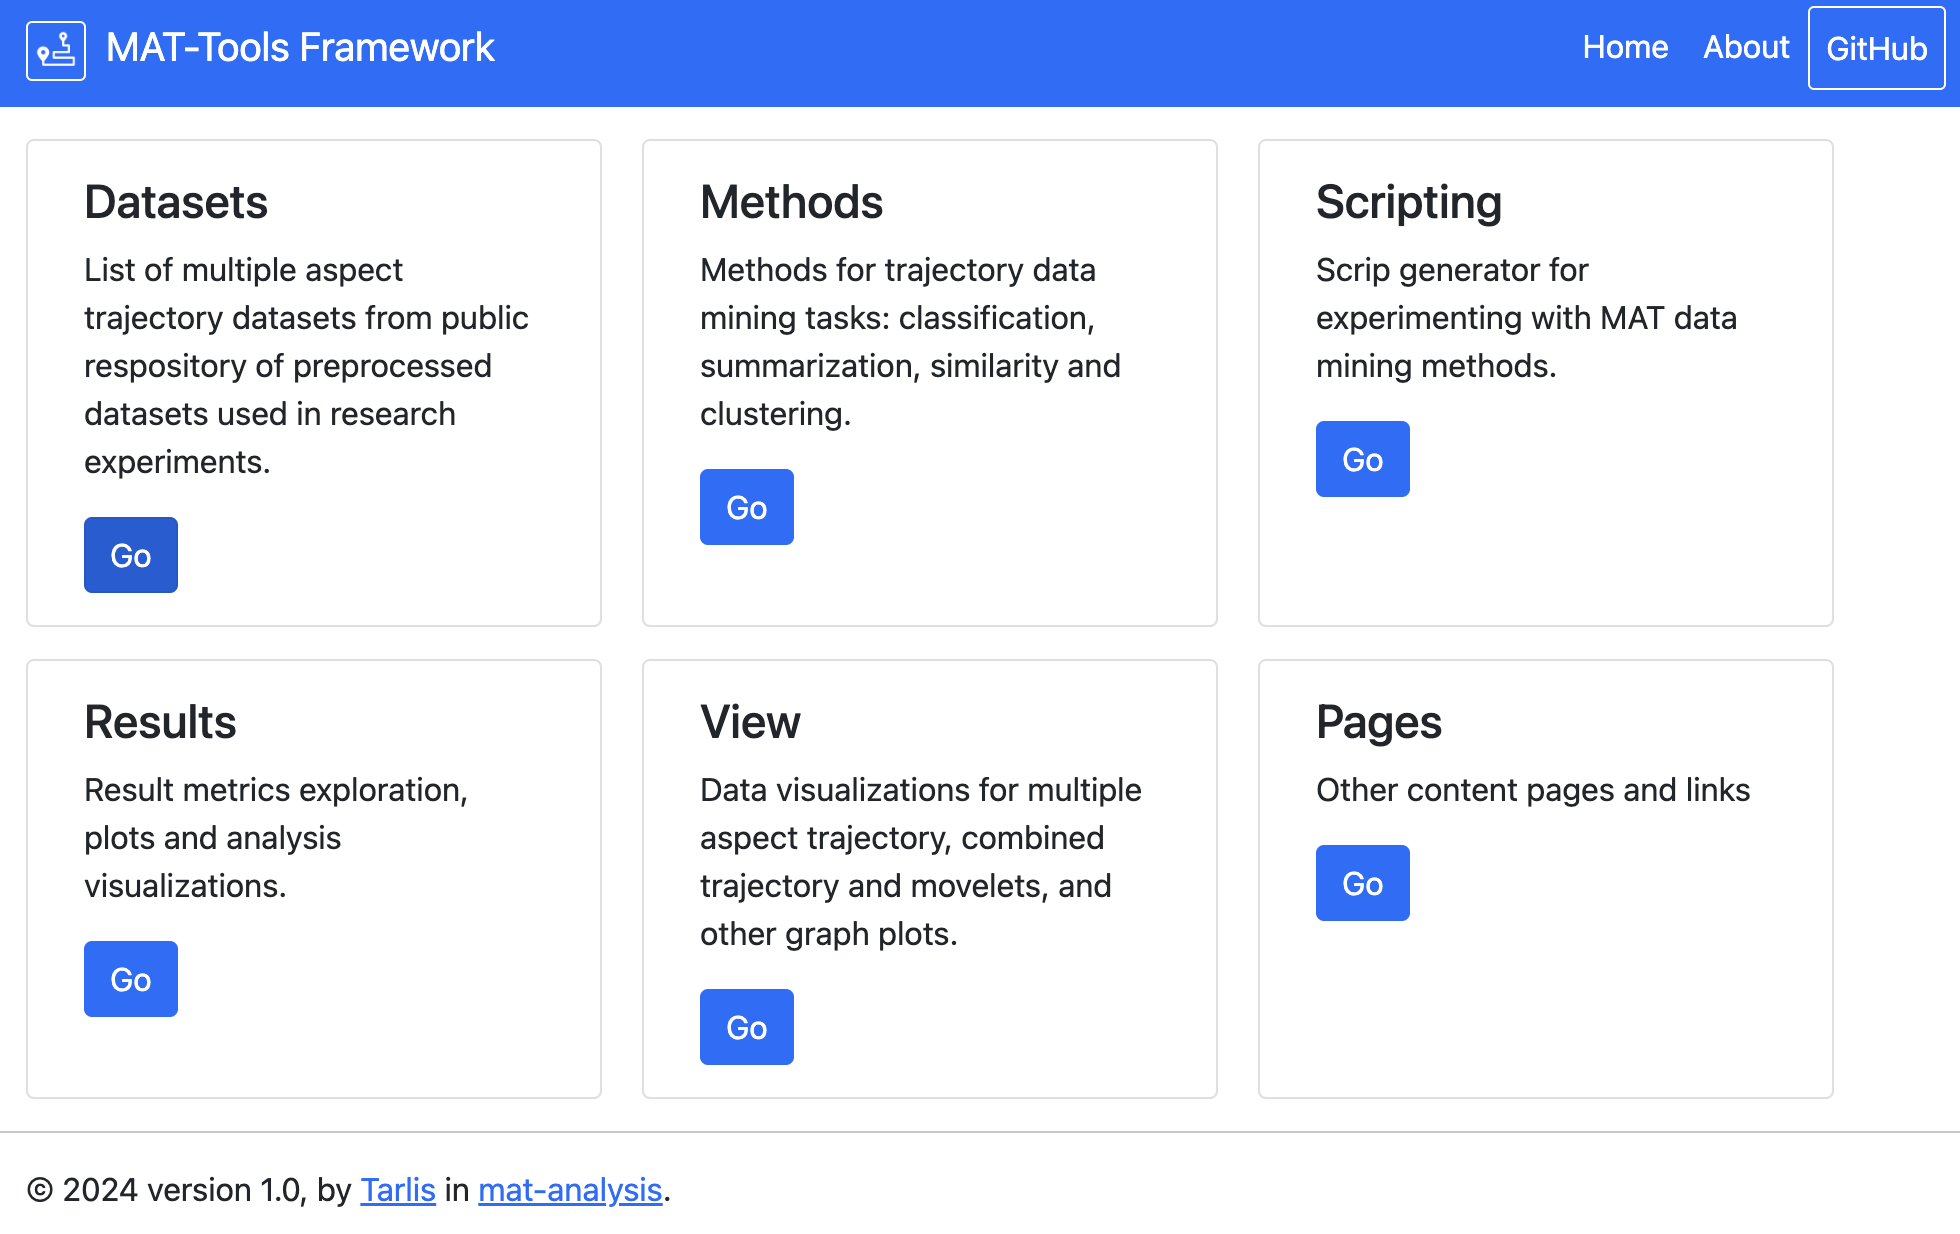 MAT-Tools Framework
Home
About
GitHub
Datasets
List of multiple aspect
trajectory datasets from public
respository of preprocessed
datasets used in research
experiments.
Go
Methods
Methods for trajectory data
mining tasks: classification,
summarization, similarity and
clustering.
Go
Scripting
Scrip generator for
experimenting with MAT data
mining methods.
Go
Results
Result metrics exploration,
plots and analysis
visualizations.
Go
View
Data visualizations for multiple
aspect trajectory, combined
trajectory and movelets, and
other graph plots.
Go
Pages
Other content pages and links
Go
© 2024 version 1.0, by Tarlis in mat-analysis.